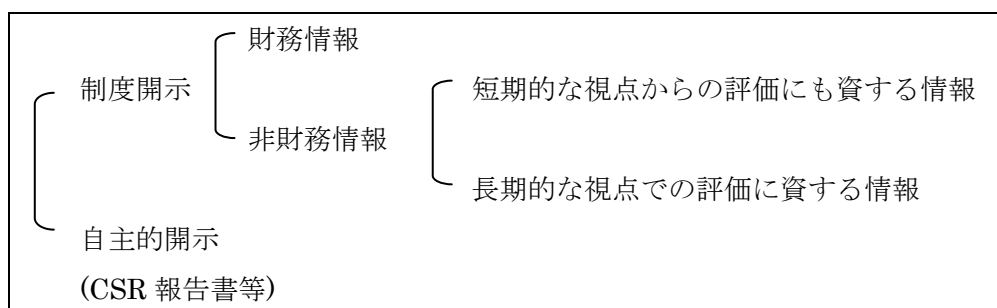 財務情報
制度開示
短期的な視点からの評価にも資する情報
非財務情報
長期的な視点での評価に資する情報
自主的開示
(CSR 報告書等)